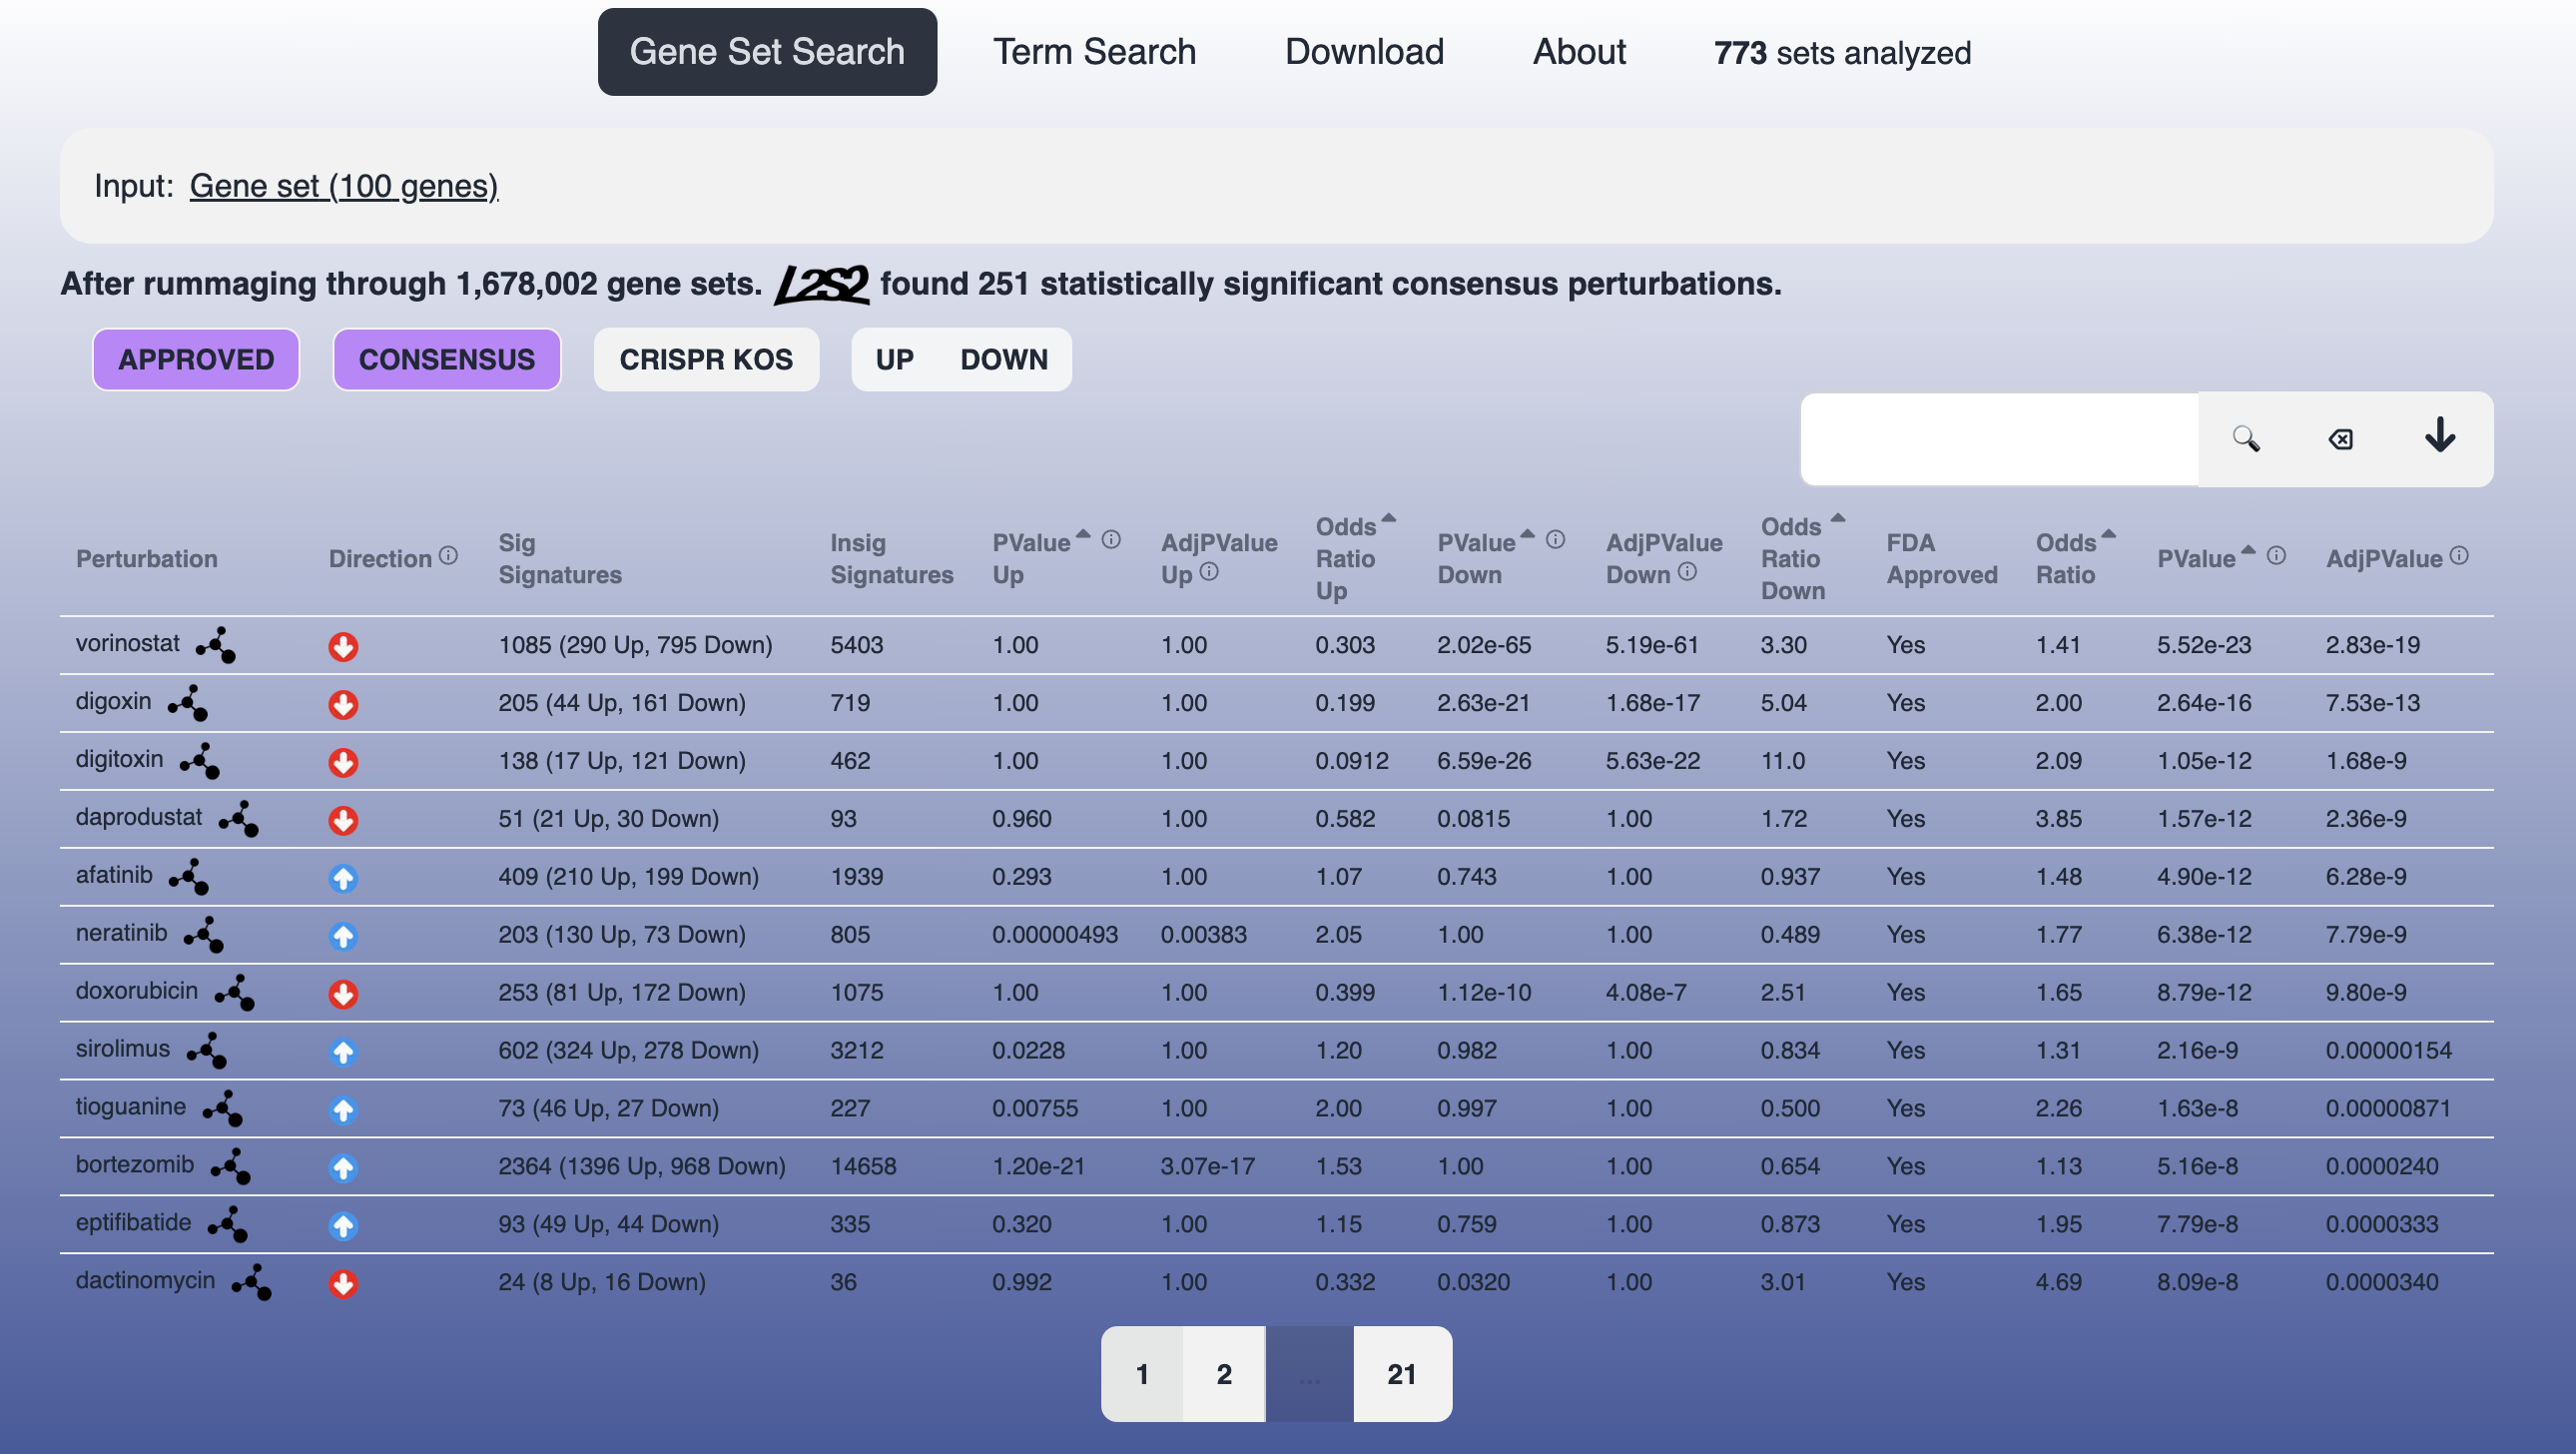 Gene Set Search Term Search Download About 773 sets analyzed
Input: Gene set (100 genes)
After rummaging through 1,678,002 gene sets. L2S2 found 251 statistically significant consensus perturbations.
APPROVED CONSENSUS CRISPR KOS UP DOWN
Perturbation Direction Sig Signatures Insig Signatures PValue Up AdjPValue Up Odds Ratio Up PValue Down AdjPValue Down Odds Ratio Down FDA Approved Odds Ratio PValue AdjPValue
vorinostat 1085 (290 Up, 795 Down) 5403 1.00 1.00 0.303 2.02e-65 5.19e-61 3.30 Yes 1.41 5.52e-23 2.83e-19
digoxin 205 (44 Up, 161 Down) 719 1.00 1.00 0.199 2.63e-21 1.68e-17 5.04 Yes 2.00 2.64e-16 7.53e-13
digitoxin 138 (17 Up, 121 Down) 462 1.00 1.00 0.0912 6.59e-26 5.63e-22 11.0 Yes 2.09 1.05e-12 1.68e-9
daprodustat 51 (21 Up, 30 Down) 93 0.960 1.00 0.582 0.0815 1.00 1.72 Yes 3.85 1.57e-12 2.36e-9
afatinib 409 (210 Up, 199 Down) 1939 0.293 1.00 1.07 0.743 1.00 0.937 Yes 1.48 4.90e-12 6.28e-9
neratinib 203 (130 Up, 73 Down) 805 0.00000493 0.00383 2.05 1.00 1.00 0.489 Yes 1.77 6.38e-12 7.79e-9
doxorubicin 253 (81 Up, 172 Down) 1075 1.00 1.00 0.399 1.12e-10 4.08e-7 2.51 Yes 1.65 8.79e-12 9.80e-9
sirolimus 602 (324 Up, 278 Down) 3212 0.0228 1.00 1.20 0.982 1.00 0.834 Yes 1.31 2.16e-9 0.00000154
tioguanine 73 (46 Up, 27 Down) 227 0.00755 1.00 2.00 0.997 1.00 0.500 Yes 2.26 1.63e-8 0.00000871
bortezomib 2364 (1396 Up, 968 Down) 14658 1.20e-21 3.07e-17 1.53 1.00 1.00 0.654 Yes 1.13 5.16e-8 0.0000240
eptifibatide 93 (49 Up, 44 Down) 335 0.320 1.00 1.15 0.759 1.00 0.873 Yes 1.95 7.79e-8 0.0000333
dactinomycin 24 (8 Up, 16 Down) 36 0.992 1.00 0.332 0.0320 1.00 3.01 Yes 4.69 8.09e-8 0.0000340
1 2 ... 21